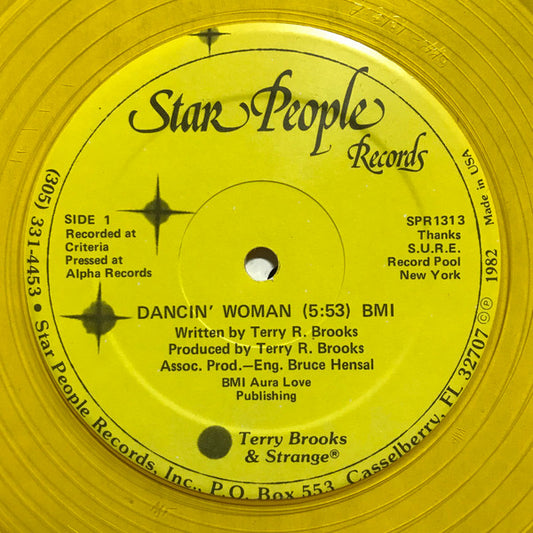 Star People
Records
SIDE 1
Recorded at
Criteria
Pressed at
Alpha Records
SPR1313
Thanks
S.U.R.E.
Record Pool
New York
DANCIN' WOMAN (5:53) BMI
Written by Terry R. Brooks
Produced by Terry R. Brooks
Assoc. Prod.—Eng. Bruce Hensal
BMI Aura Love
Publishing
Terry Brooks
& Strange®
(305) 331-4453 • Star People Records, Inc., P.O. Box 553, Casselberry, FL 32707 © ℗ 1982 Made in USA